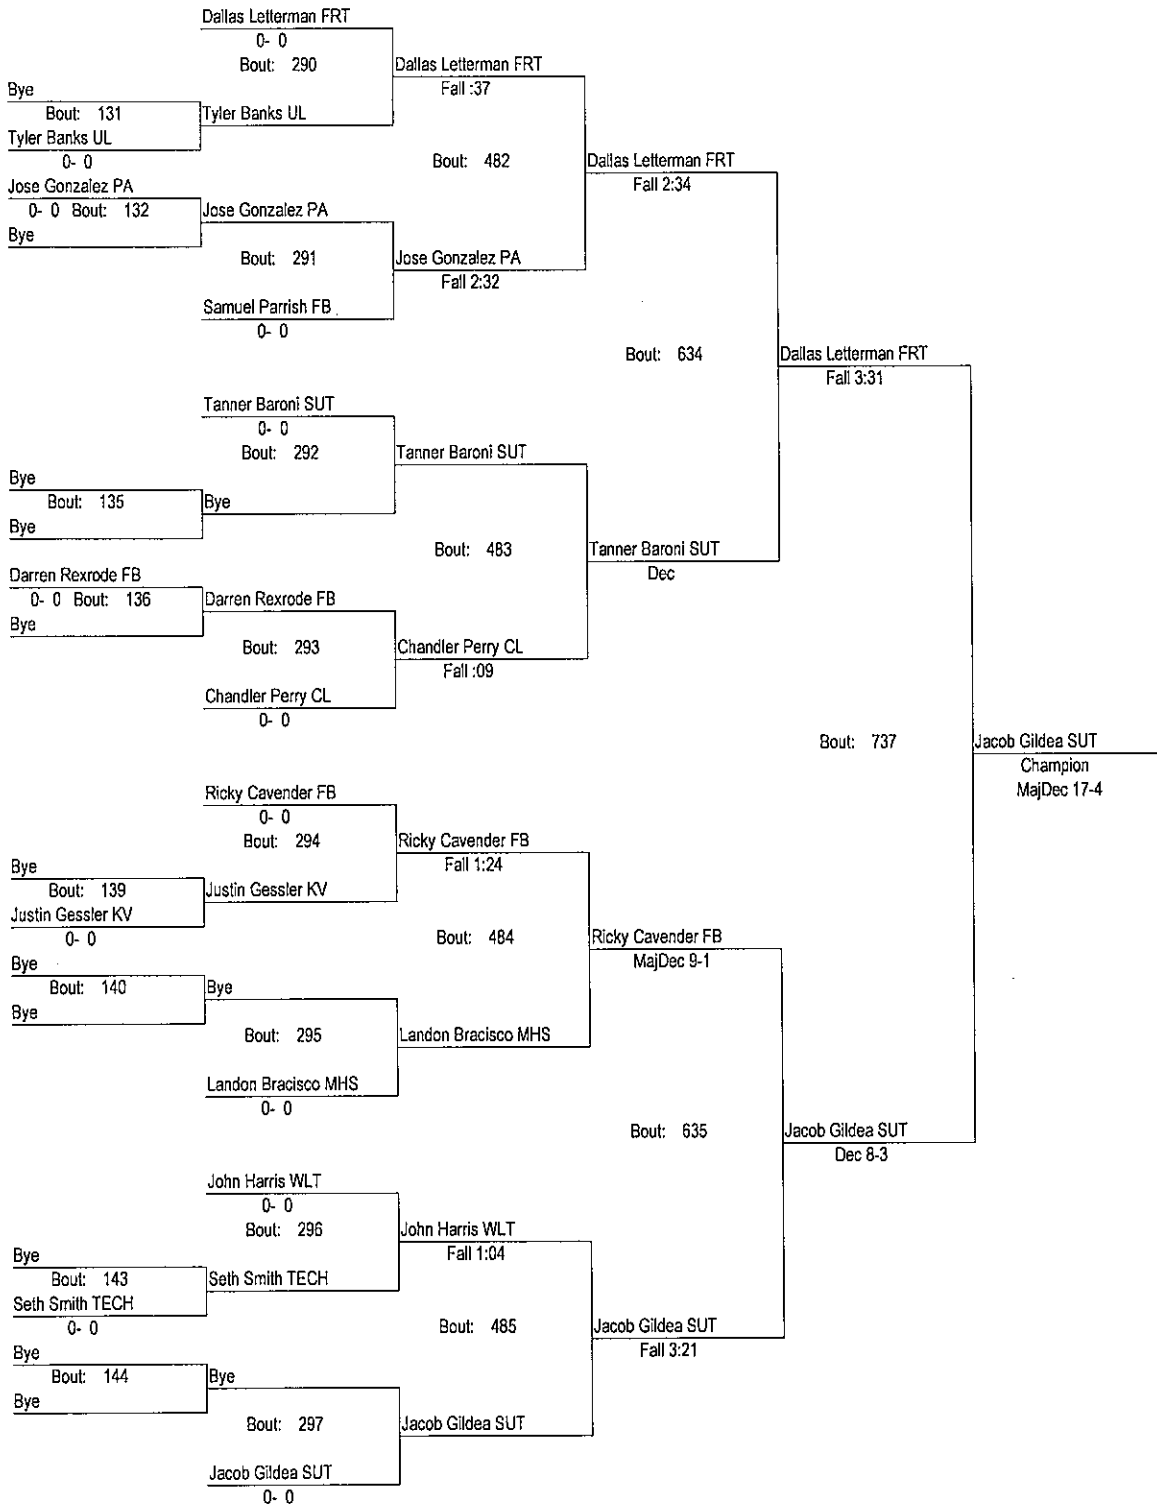 Dallas Letterman FRT
0- 0
Bout: 290
Dallas Letterman FRT
Fall :37
Bye
Bout: 131
Tyler Banks UL
Tyler Banks UL
0- 0
Bout: 482
Dallas Letterman FRT
Fall 2:34
Jose Gonzalez PA
0- 0 Bout: 132
Jose Gonzalez PA
Bye
Bout: 291
Jose Gonzalez PA
Fall 2:32
Samuel Parrish FB
0- 0
Bout: 634
Dallas Letterman FRT
Fall 3:31
Tanner Baroni SUT
0- 0
Bout: 292
Tanner Baroni SUT
Bye
Bout: 135
Bye
Bye
Bout: 483
Tanner Baroni SUT
Dec
Darren Rexrode FB
0- 0 Bout: 136
Darren Rexrode FB
Bye
Bout: 293
Chandler Perry CL
Fall :09
Chandler Perry CL
0- 0
Bout: 737
Jacob Gildea SUT
Champion
MajDec 17-4
Ricky Cavender FB
0- 0
Bout: 294
Ricky Cavender FB
Fall 1:24
Bye
Bout: 139
Justin Gessler KV
Justin Gessler KV
0- 0
Bout: 484
Ricky Cavender FB
MajDec 9-1
Bye
Bout: 140
Bye
Bye
Bout: 295
Landon Bracisco MHS
Landon Bracisco MHS
0- 0
Bout: 635
Jacob Gildea SUT
Dec 8-3
John Harris WLT
0- 0
Bout: 296
John Harris WLT
Fall 1:04
Bye
Bout: 143
Seth Smith TECH
Seth Smith TECH
0- 0
Bout: 485
Jacob Gildea SUT
Fall 3:21
Bye
Bout: 144
Bye
Bye
Bout: 297
Jacob Gildea SUT
Jacob Gildea SUT
0- 0